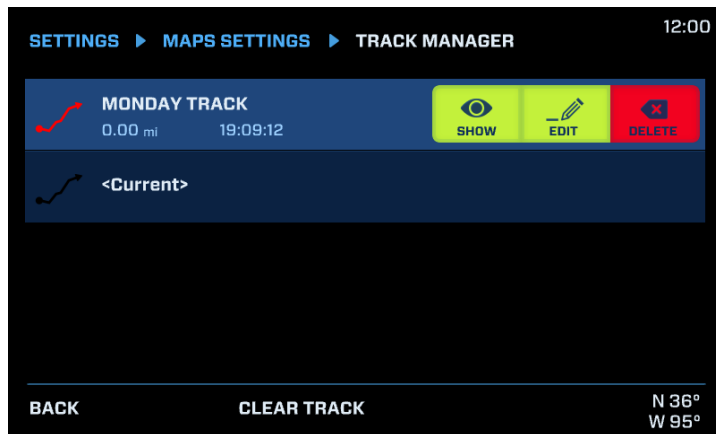 12:00
SETTINGS ▶ MAPS SETTINGS ▶ TRACK MANAGER
MONDAY TRACK
0.00 mi 19:09:12
SHOW EDIT DELETE
<Current>
BACK CLEAR TRACK N 36°
W 95°